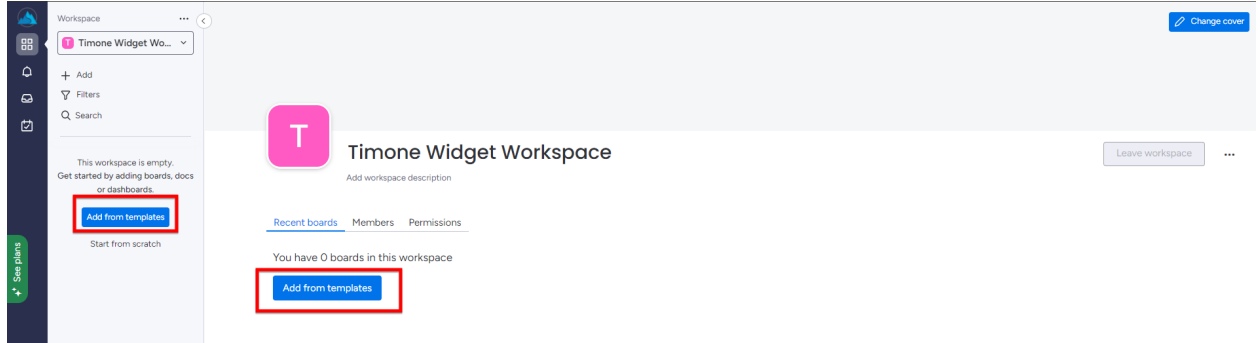 Workspace
T Timone Widget Wo...
Add
Filters
Search
This workspace is empty.
Get started by adding boards, docs
or dashboards.
Add from templates
Start from scratch
See plans
Change cover
T
Timone Widget Workspace
Add workspace description
Leave workspace
Recent boards Members Permissions
You have 0 boards in this workspace
Add from templates